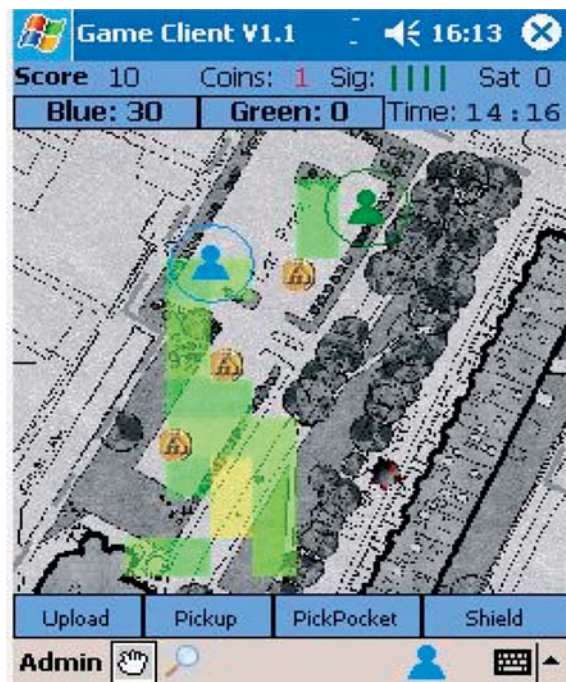 Game Client V1.1 16:13
Score 10 Coins: 1 Sig: Sat 0
Blue: 30 Green: 0 Time: 14:16
Upload Pickup PickPocket Shield
Admin